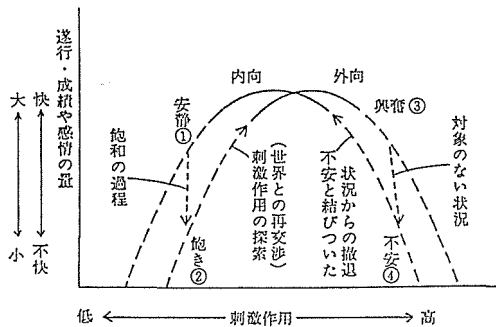 遂行・成績や感情の量
大
小
快
不快
内向
外向
安静①
飽和の過程
飽き②
(世界との再交渉)
刺激作用の探索
状況からの撤退
不安と結びついた
興奮③
不安④
対象のない状況
低
刺激作用
高